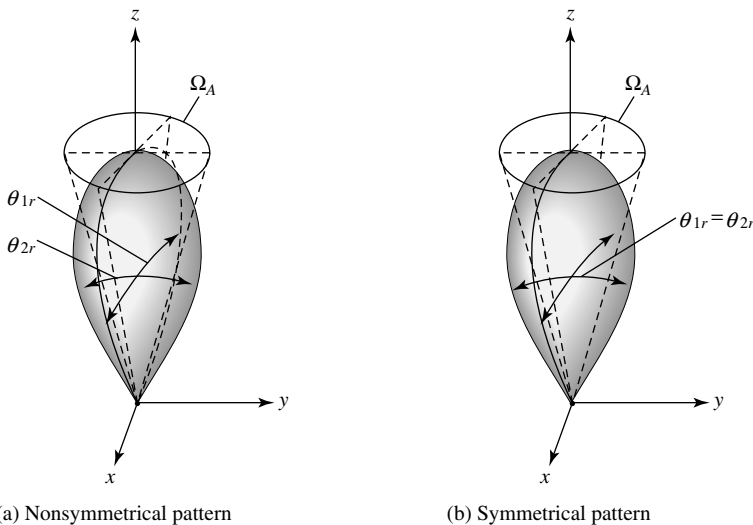 z
Ω_A
θ_1r
θ_2r
y
x
(a) Nonsymmetrical pattern
z
Ω_A
θ_1r = θ_2r
y
x
(b) Symmetrical pattern